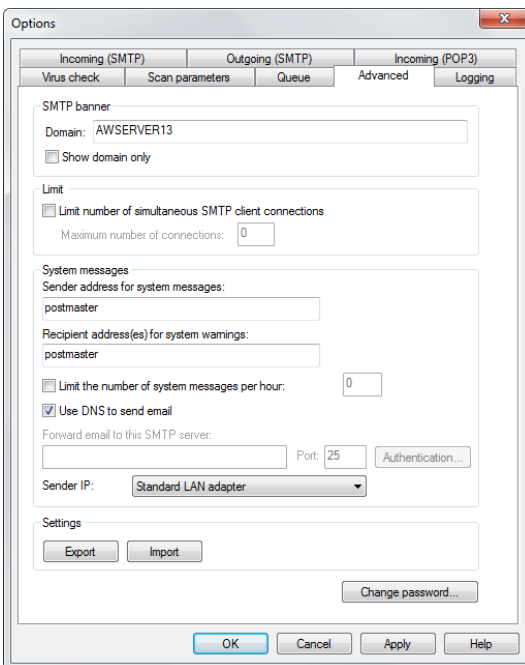 Options
Incoming (SMTP) Outgoing (SMTP) Incoming (POP3)
Virus check Scan parameters Queue Advanced Logging
SMTP banner
Domain: AWSERVER13
Show domain only
Limit
Limit number of simultaneous SMTP client connections
Maximum number of connections: 0
System messages
Sender address for system messages:
postmaster
Recipient address(es) for system warnings:
postmaster
Limit the number of system messages per hour: 0
Use DNS to send email
Forward email to this SMTP server:
Port: 25 Authentication...
Sender IP: Standard LAN adapter
Settings
Export Import
Change password...
OK Cancel Apply Help